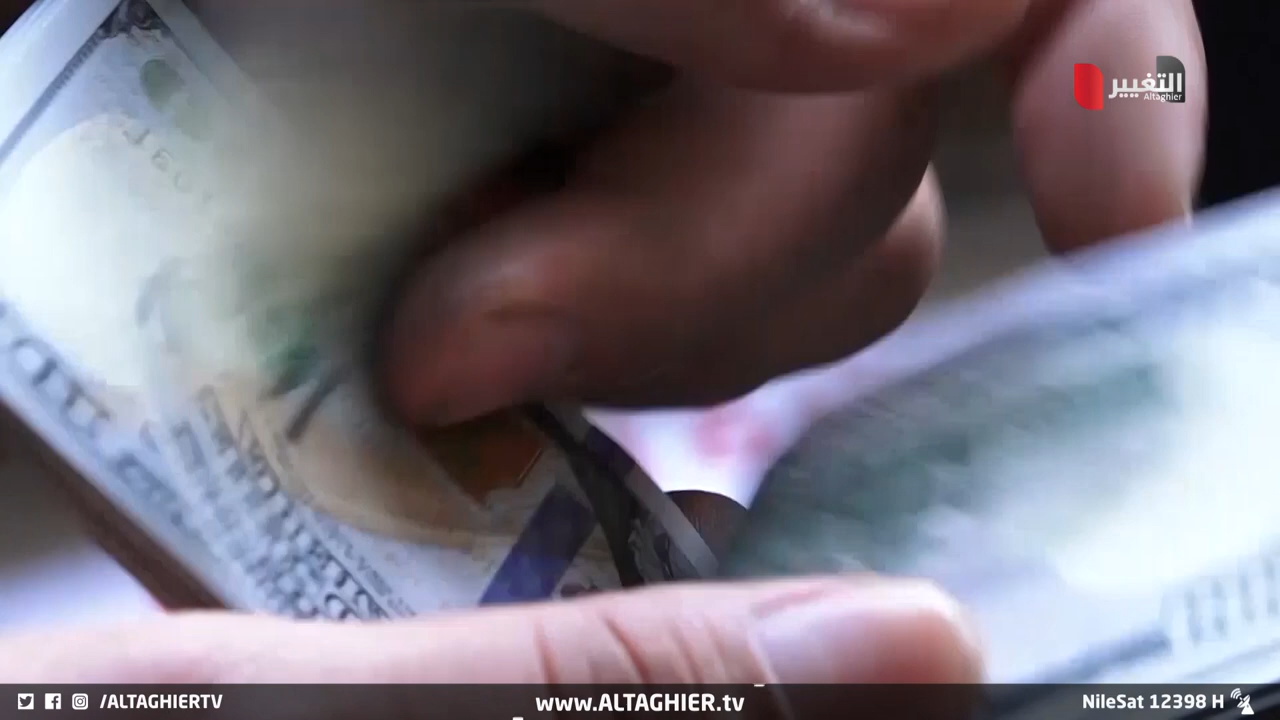 التغيير
Altaghier
/ALTAGHIERTV
www.ALTAGHIER.tv
NileSat 12398 H